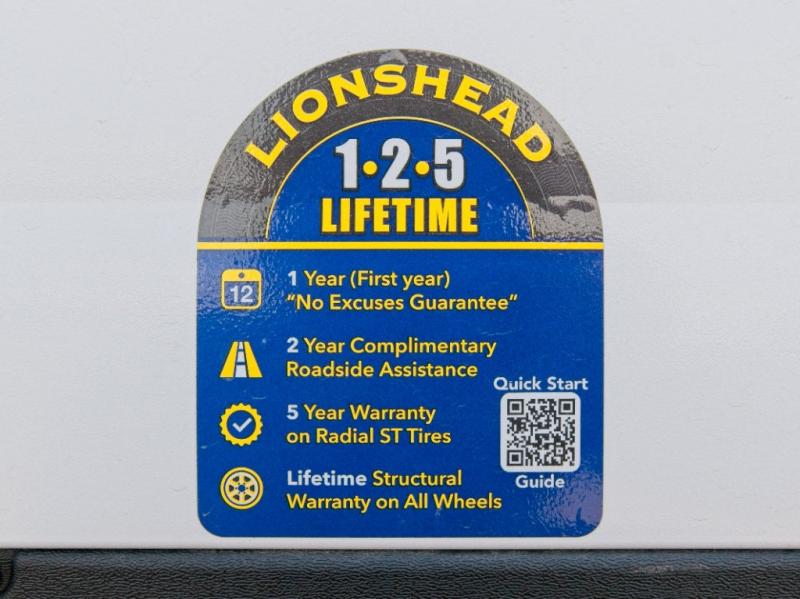 LIONSHEAD
1•2•5
LIFETIME
12
1 Year (First year)
“No Excuses Guarantee”
2 Year Complimentary
Roadside Assistance
5 Year Warranty
on Radial ST Tires
Lifetime Structural
Warranty on All Wheels
Quick Start
Guide